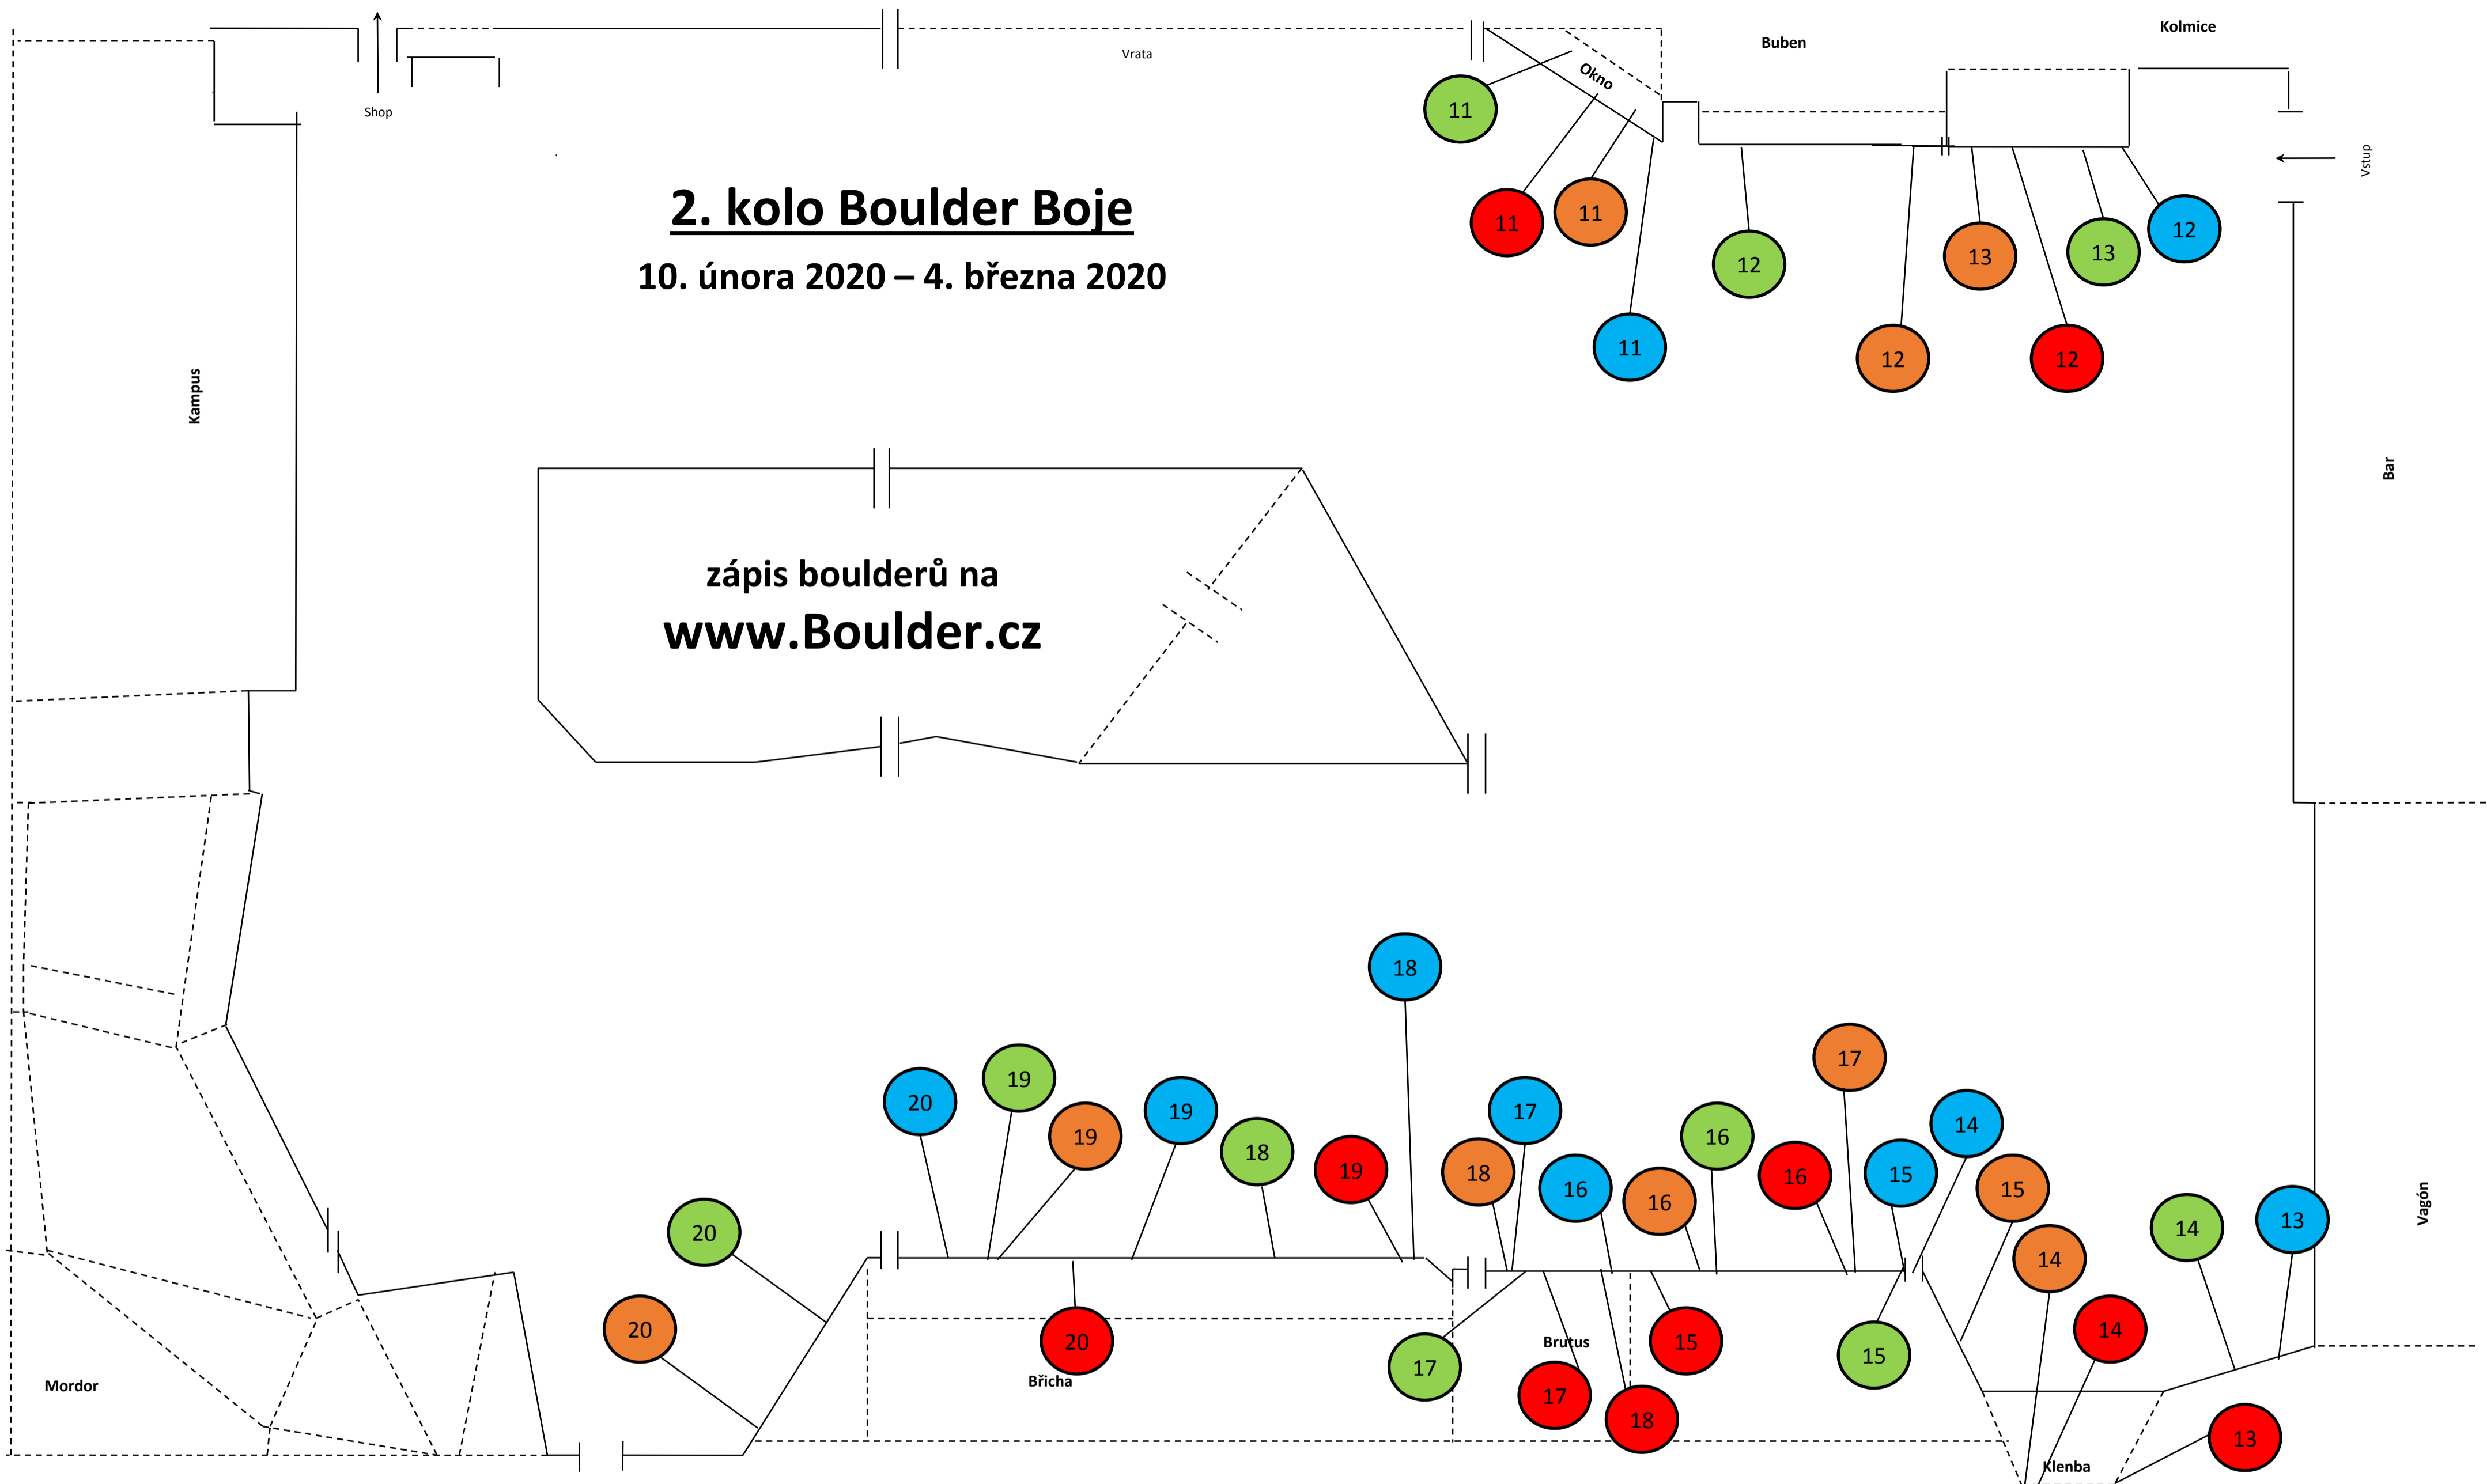 Kolmice
Buben
Vrata
Okno
Shop
11
11
11
11
12
12
13
12
13
12
Vstup
2. kolo Boulder Boje
10. února 2020 – 4. března 2020
Kampus
Bar
zápis boulderů na
www.Boulder.cz
18
20
19
19
19
18
19
18
17
16
16
16
16
17
15
14
15
14
14
13
Vagón
20
20
20
Břicha
17
Brutus
17
18
15
15
14
13
Klenba
Mordor